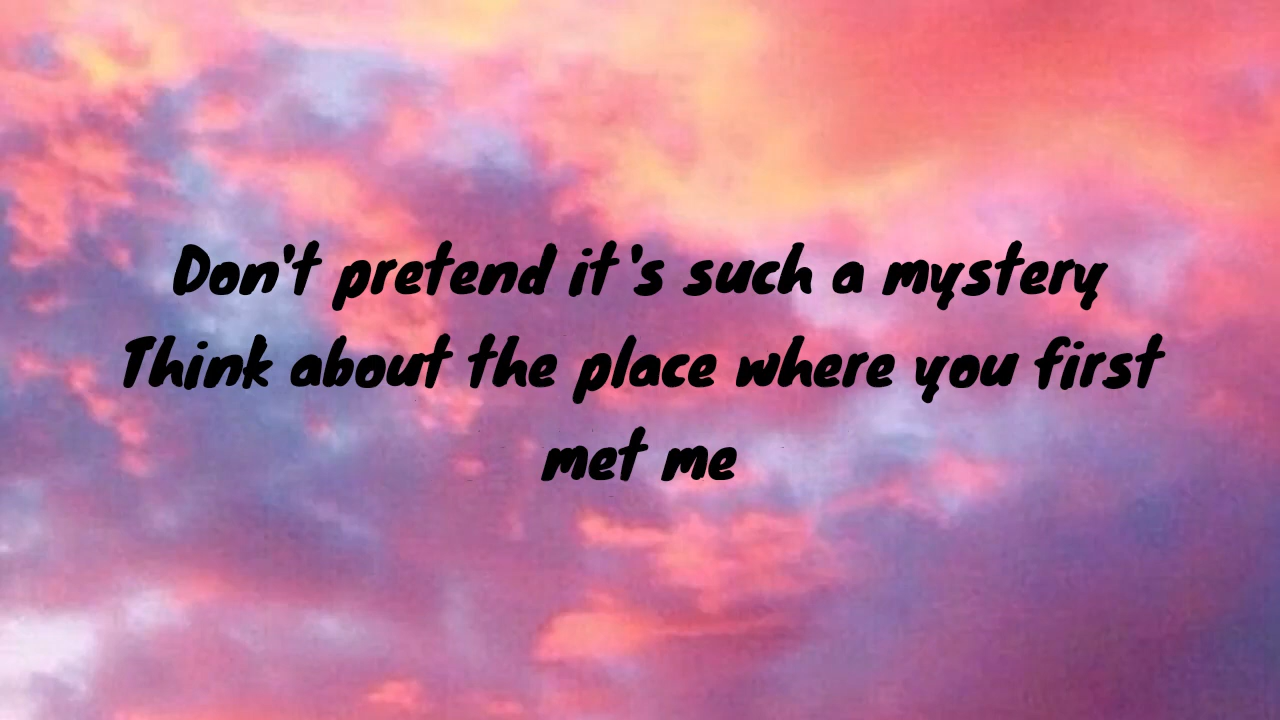 Don't pretend it's such a mystery
Think about the place where you first
met me